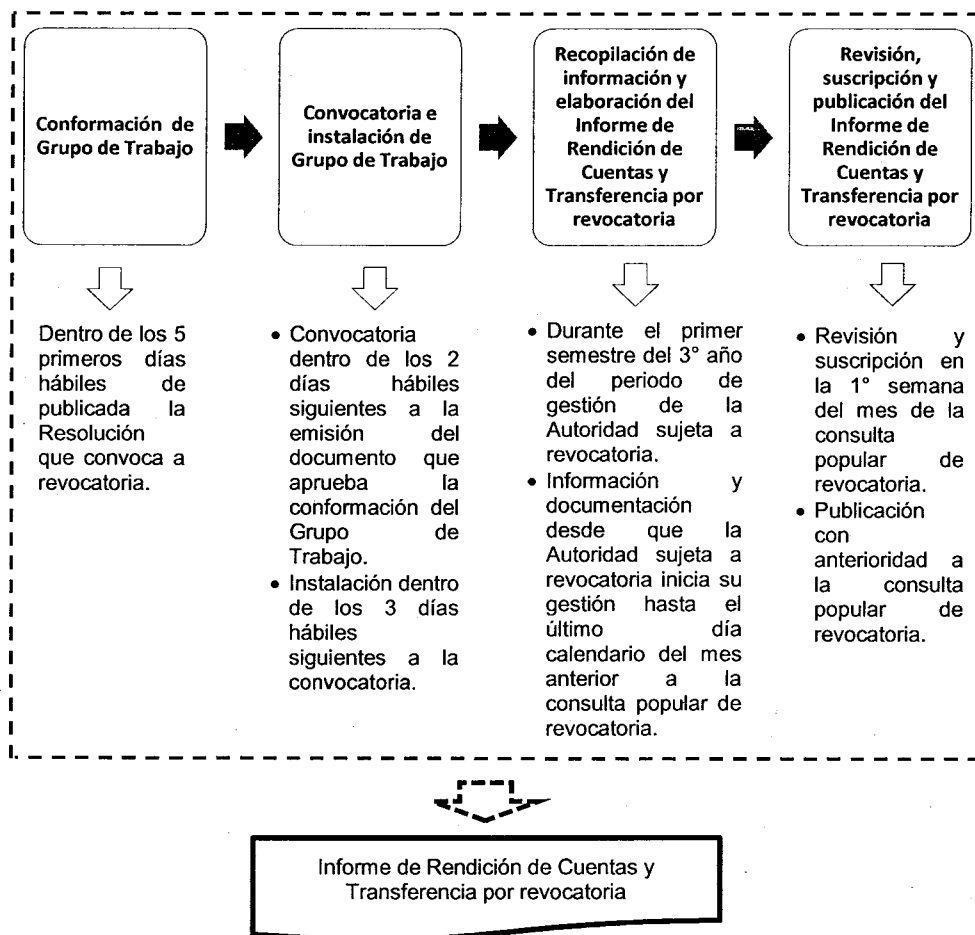 Conformación de
Grupo de Trabajo
Convocatoria e
instalación de
Grupo de Trabajo
Recopilación de
información y
elaboración del
Informe de
Rendición de
Cuentas y
Transferencia por
revocatoria
Revisión,
suscripción y
publicación del
Informe de
Rendición de
Cuentas y
Transferencia por
revocatoria
Dentro de los 5
primeros días
hábiles de
publicada la
Resolución
que convoca a
revocatoria.
• Convocatoria
dentro de los 2
días hábiles
siguientes a la
emisión del
documento que
aprueba la
conformación del
Grupo de
Trabajo.
• Instalación dentro
de los 3 días
hábiles
siguientes a la
convocatoria.
• Durante el primer
semestre del 3° año
del periodo de
gestión de la
Autoridad sujeta a
revocatoria.
• Información y
documentación
desde que la
Autoridad sujeta a
revocatoria inicia su
gestión hasta el
último día
calendario del mes
anterior a la
consulta popular de
revocatoria.
• Revisión y
suscripción en
la 1° semana
del mes de la
consulta
popular de
revocatoria.
• Publicación
con
anterioridad a
la consulta
popular de
revocatoria.
Informe de Rendición de Cuentas y
Transferencia por revocatoria